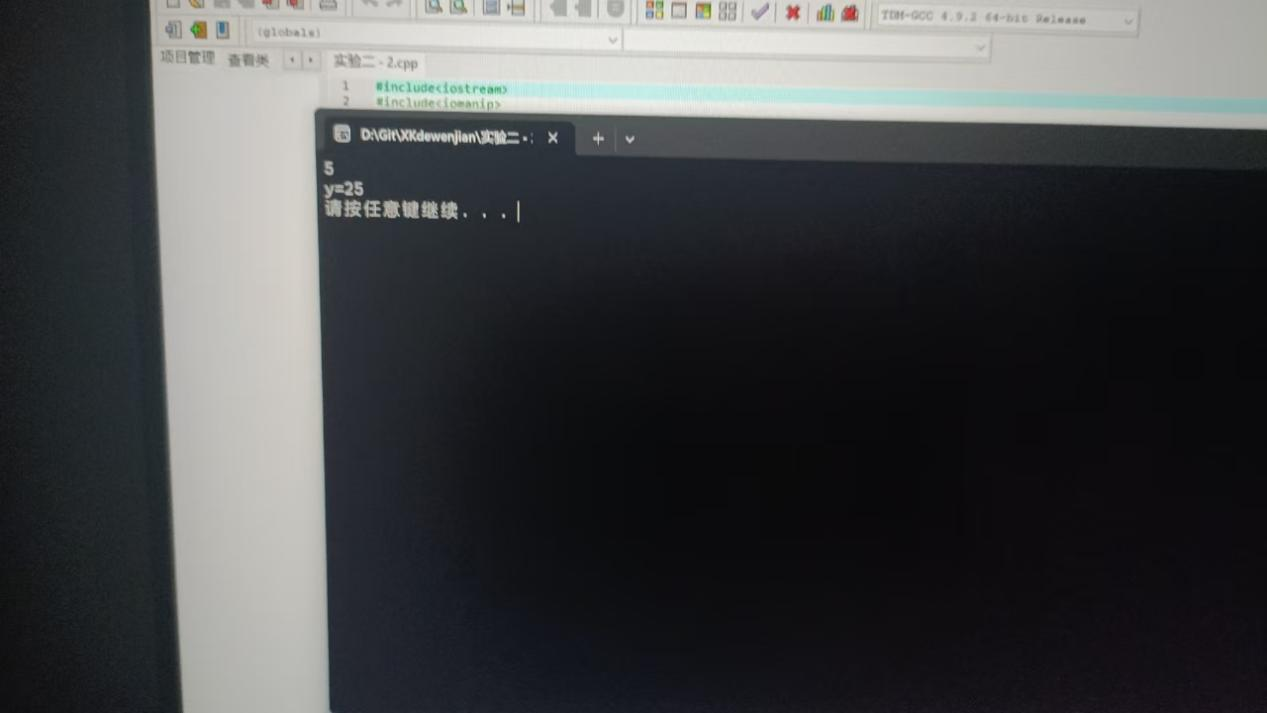 TDM-GCC 4.9.2 64-bit Release
(globals)
项目管理 查看类 实验二 - 2.cpp
1 #include<iostream>
2 #include<iomanip>
D:\Git\XKdewenjian\实验二 -
5
y=25
请按任意键继续. . .